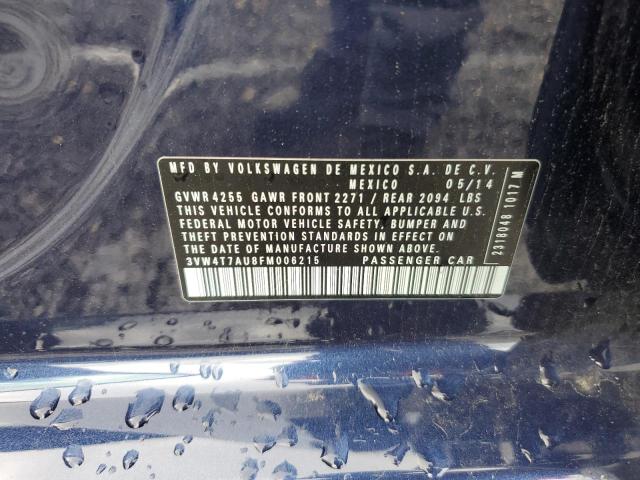 MFD BY VOLKSWAGEN DE MEXICO S.A. DE C.V.
MEXICO 05/14
GVWR 4255 GAWR FRONT 2271 / REAR 2094 LBS
THIS VEHICLE CONFORMS TO ALL APPLICABLE U.S.
FEDERAL MOTOR VEHICLE SAFETY, BUMPER AND
THEFT PREVENTION STANDARDS IN EFFECT ON
THE DATE OF MANUFACTURE SHOWN ABOVE.
3VW4T7AU8FM006215 PASSENGER CAR
2318048 1017 M